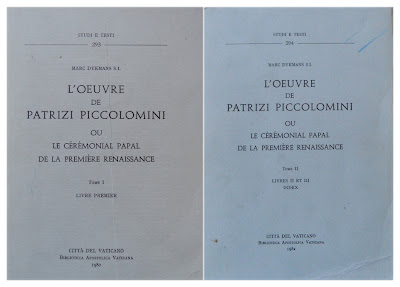 STUDI E TESTI
293
MARC DYKMANS S.I.
L'OEUVRE
DE
PATRIZI PICCOLOMINI
OU
LE CÉRÉMONIAL PAPAL
DE LA PREMIÈRE RENAISSANCE
Tome I
LIVRE PREMIER
CITTÀ DEL VATICANO
BIBLIOTECA APOSTOLICA VATICANA
1980
STUDI E TESTI
294
MARC DYKMANS S.I.
L'OEUVRE
DE
PATRIZI PICCOLOMINI
OU
LE CÉRÉMONIAL PAPAL
DE LA PREMIÈRE RENAISSANCE
Tome II
LIVRES II ET III
INDEX
CITTÀ DEL VATICANO
BIBLIOTECA APOSTOLICA VATICANA
1982